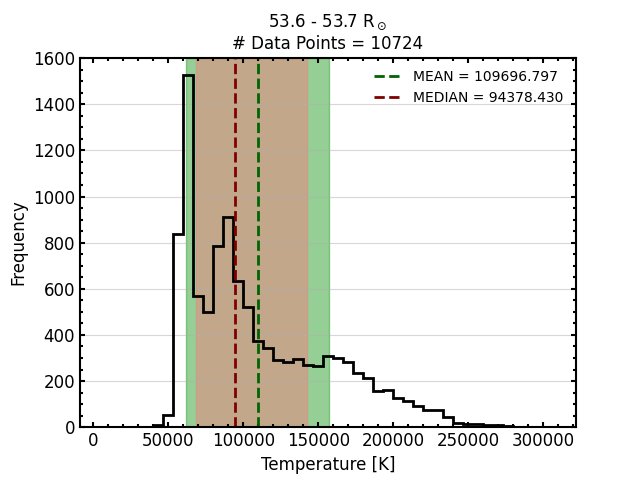 53.6 - 53.7 R⊙
# Data Points = 10724
1600
1400
1200
1000
800
600
400
200
0
Frequency
MEAN = 109696.797
MEDIAN = 94378.430
0 50000 100000 150000 200000 250000 300000
Temperature [K]